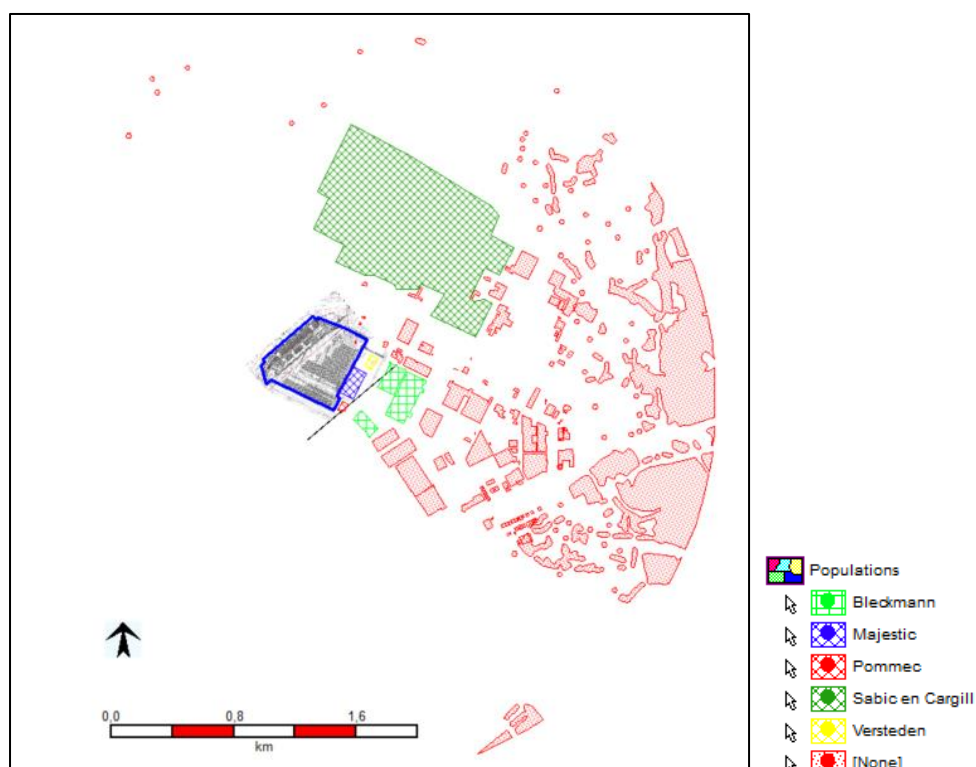 0,0 0,8 1,6
km
Populations
Bleckmann
Majestic
Pommec
Sabic en Cargill
Versteden
[None]